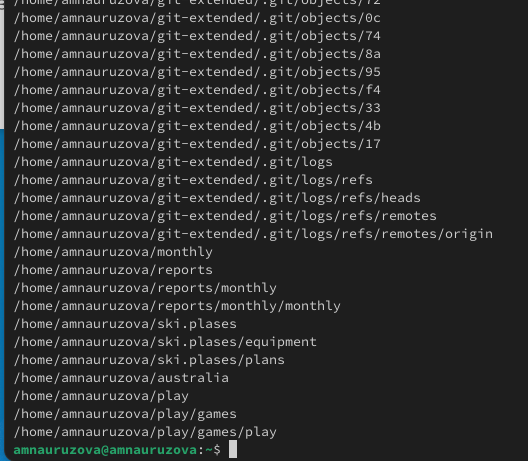 /home/amnauruzova/git-extended/.git/objects/72
/home/amnauruzova/git-extended/.git/objects/0c
/home/amnauruzova/git-extended/.git/objects/74
/home/amnauruzova/git-extended/.git/objects/8a
/home/amnauruzova/git-extended/.git/objects/95
/home/amnauruzova/git-extended/.git/objects/f4
/home/amnauruzova/git-extended/.git/objects/33
/home/amnauruzova/git-extended/.git/objects/4b
/home/amnauruzova/git-extended/.git/objects/17
/home/amnauruzova/git-extended/.git/logs
/home/amnauruzova/git-extended/.git/logs/refs
/home/amnauruzova/git-extended/.git/logs/refs/heads
/home/amnauruzova/git-extended/.git/logs/refs/remotes
/home/amnauruzova/git-extended/.git/logs/refs/remotes/origin
/home/amnauruzova/monthly
/home/amnauruzova/reports
/home/amnauruzova/reports/monthly
/home/amnauruzova/reports/monthly/monthly
/home/amnauruzova/ski.plases
/home/amnauruzova/ski.plases/equipment
/home/amnauruzova/ski.plases/plans
/home/amnauruzova/australia
/home/amnauruzova/play
/home/amnauruzova/play/games
/home/amnauruzova/play/games/play
amnauruzova@amnauruzova:~$